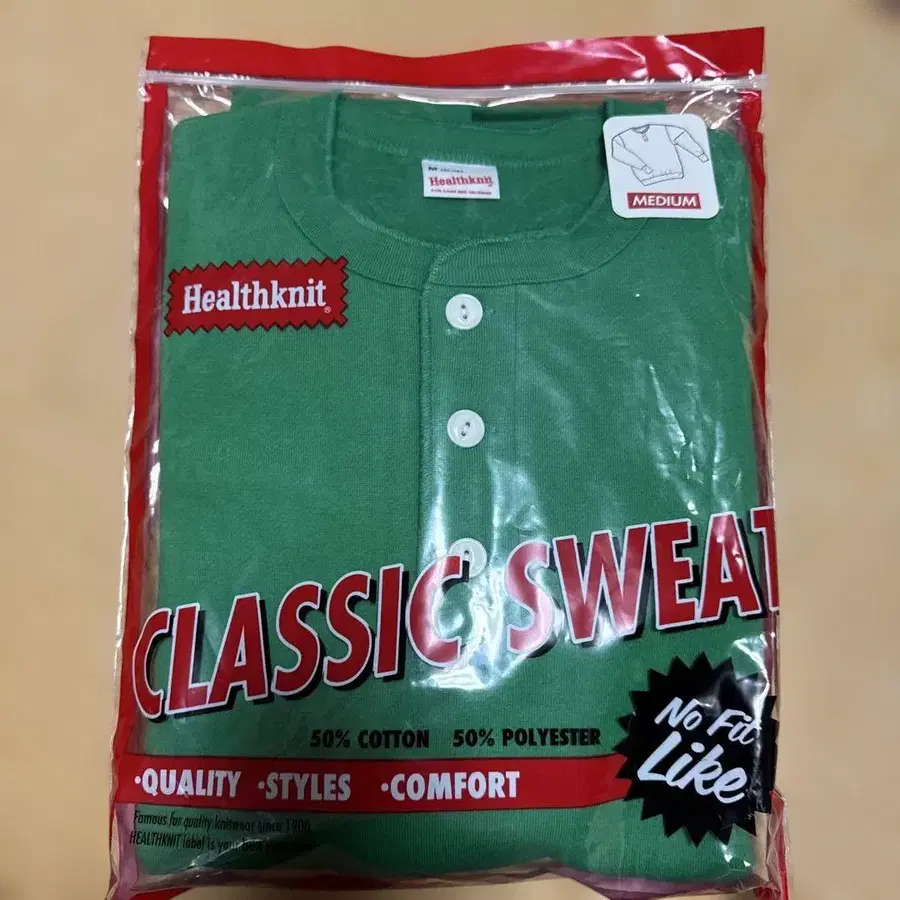 M
Healthknit
MEDIUM
Healthknit®
CLASSIC SWEAT
50% COTTON 50% POLYESTER
No Fit
Like
•QUALITY •STYLES •COMFORT
Famous for quality knitwear since 1900
HEALTHKNIT label is your best